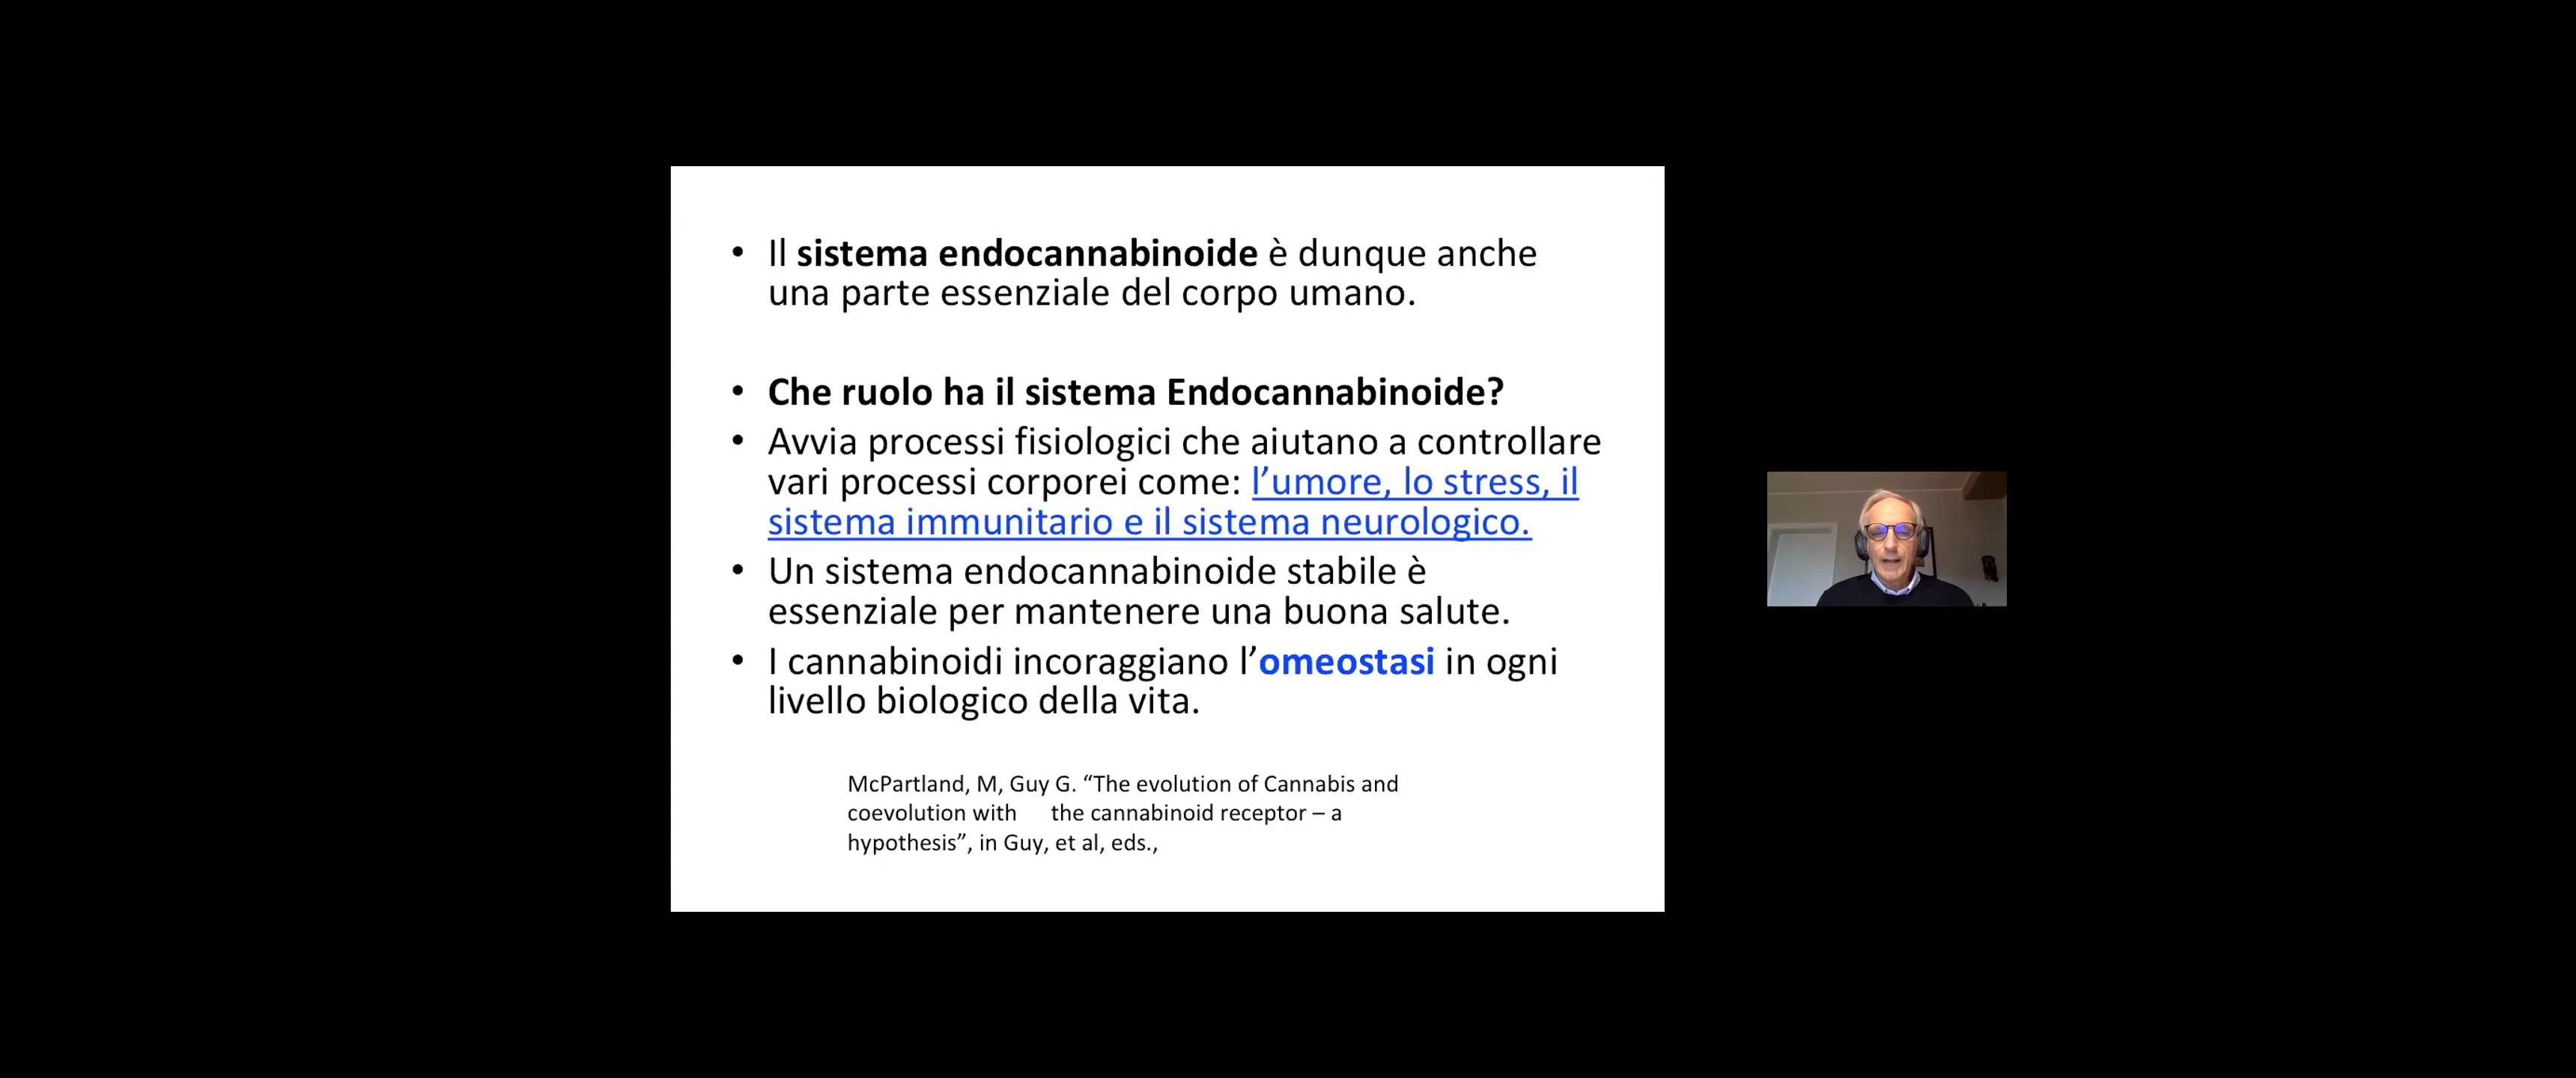 • Il sistema endocannabinoide è dunque anche
una parte essenziale del corpo umano.
• Che ruolo ha il sistema Endocannabinoide?
• Avvia processi fisiologici che aiutano a controllare
vari processi corporei come: l’umore, lo stress, il
sistema immunitario e il sistema neurologico.
• Un sistema endocannabinoide stabile è
essenziale per mantenere una buona salute.
• I cannabinoidi incoraggiano l’omeostasi in ogni
livello biologico della vita.
McPartland, M, Guy G. “The evolution of Cannabis and
coevolution with the cannabinoid receptor – a
hypothesis”, in Guy, et al, eds.,